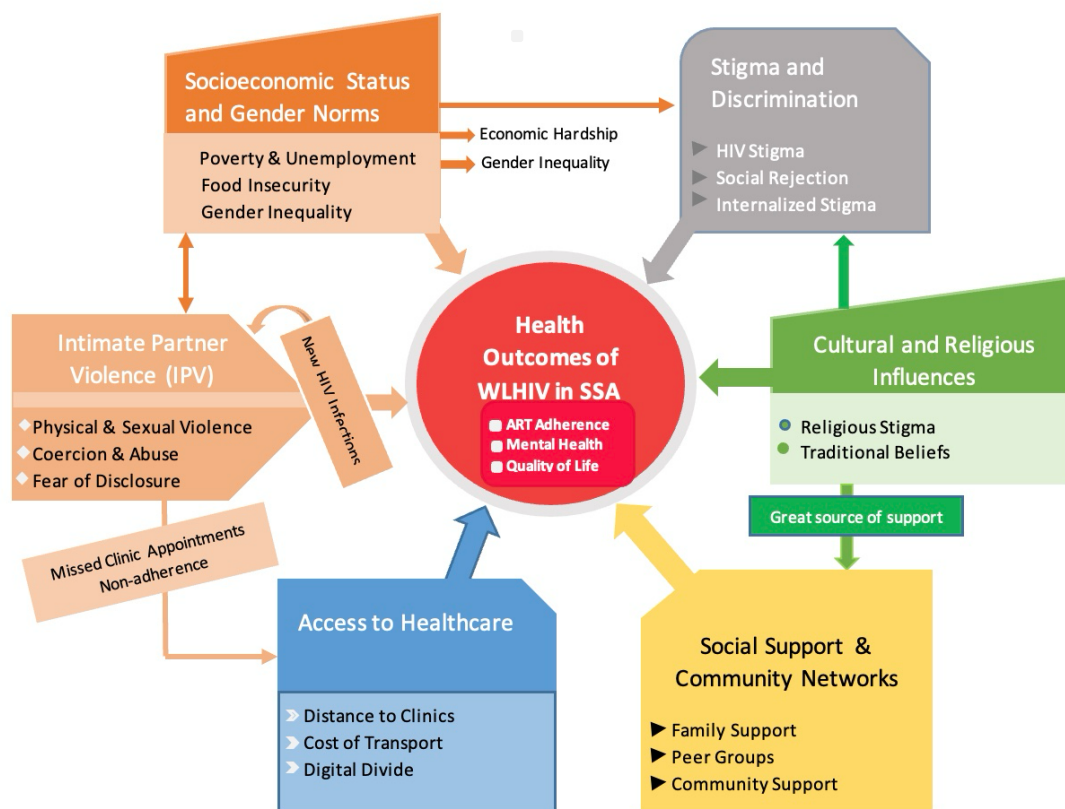 Socioeconomic Status
and Gender Norms
Poverty & Unemployment
Food Insecurity
Gender Inequality
Economic Hardship
Gender Inequality
Stigma and
Discrimination
HIV Stigma
Social Rejection
Internalized Stigma
Intimate Partner
Violence (IPV)
Physical & Sexual Violence
Coercion & Abuse
Fear of Disclosure
New HIV Infections
Health
Outcomes of
WLHIV in SSA
ART Adherence
Mental Health
Quality of Life
Cultural and Religious
Influences
Religious Stigma
Traditional Beliefs
Great source of support
Missed Clinic Appointments
Non-adherence
Access to Healthcare
Distance to Clinics
Cost of Transport
Digital Divide
Social Support &
Community Networks
Family Support
Peer Groups
Community Support